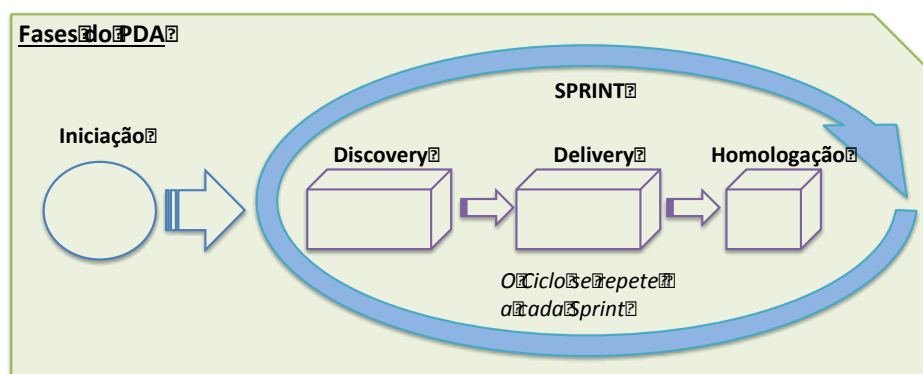 Fases do PDA
SPRINT
Iniciação
Discovery
Delivery
Homologação
O Ciclo se repete
a cada Sprint